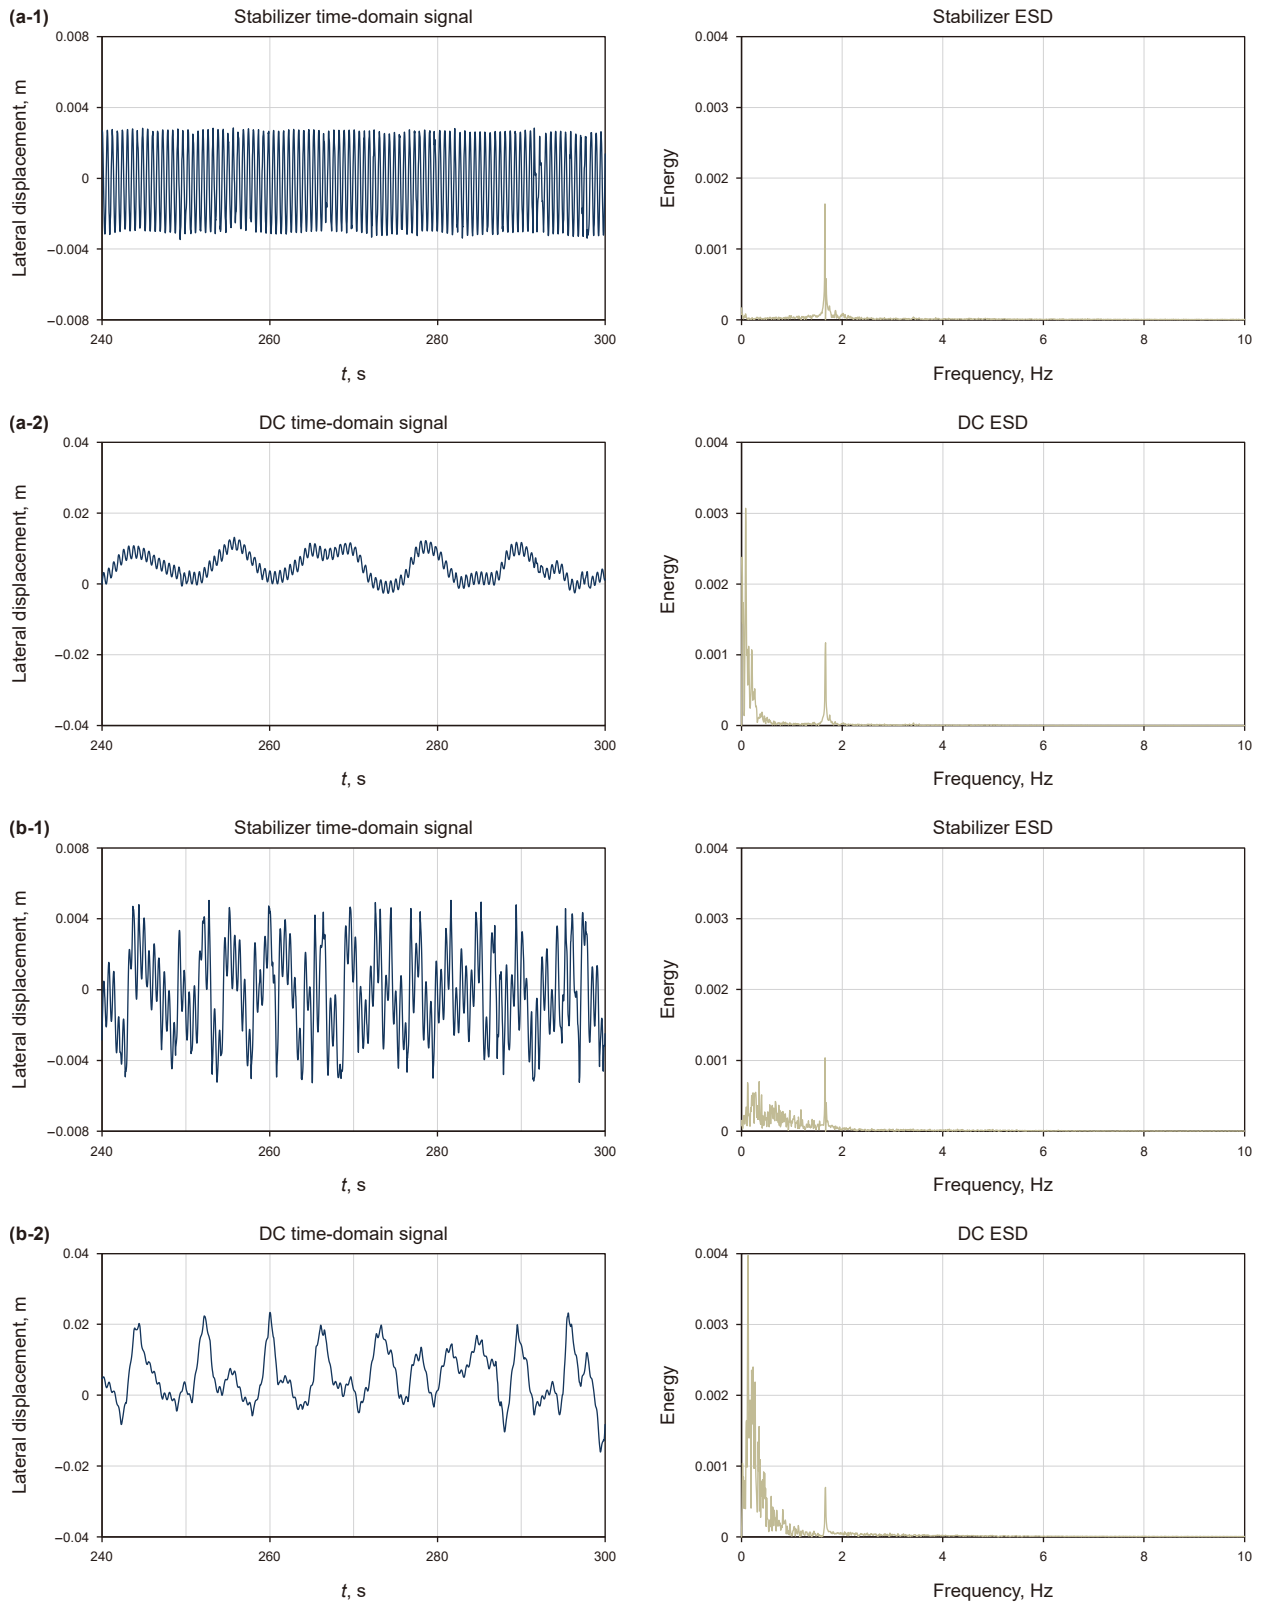 (a-1)
Stabilizer time-domain signal
Stabilizer ESD
Lateral displacement, m
0.008
0.004
0
–0.004
–0.008
240 260 280 300
t, s
Energy
0.004
0.003
0.002
0.001
0
0 2 4 6 8 10
Frequency, Hz
(a-2)
DC time-domain signal
DC ESD
Lateral displacement, m
0.04
0.02
0
–0.02
–0.04
240 260 280 300
t, s
Energy
0.004
0.003
0.002
0.001
0
0 2 4 6 8 10
Frequency, Hz
(b-1)
Stabilizer time-domain signal
Stabilizer ESD
Lateral displacement, m
0.008
0.004
0
–0.004
–0.008
240 260 280 300
t, s
Energy
0.004
0.003
0.002
0.001
0
0 2 4 6 8 10
Frequency, Hz
(b-2)
DC time-domain signal
DC ESD
Lateral displacement, m
0.04
0.02
0
–0.02
–0.04
240 260 280 300
t, s
Energy
0.004
0.003
0.002
0.001
0
0 2 4 6 8 10
Frequency, Hz